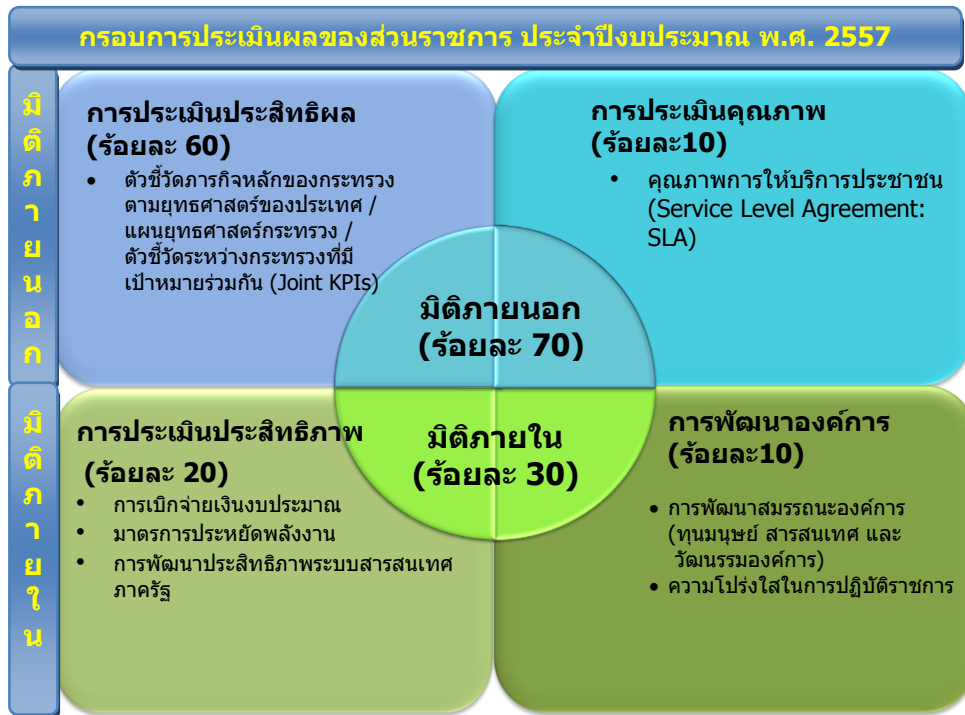 กรอบการประเมินผลของส่วนราชการ ประจำปีงบประมาณ พ.ศ. 2557
มิติภายนอก
การประเมินประสิทธิผล
(ร้อยละ 60)
• ตัวชี้วัดภารกิจหลักของกระทรวง
ตามยุทธศาสตร์ของประเทศ /
แผนยุทธศาสตร์กระทรวง /
ตัวชี้วัดระหว่างกระทรวงที่มี
เป้าหมายร่วมกัน (Joint KPIs)
การประเมินคุณภาพ
(ร้อยละ10)
• คุณภาพการให้บริการประชาชน
(Service Level Agreement:
SLA)
มิติภายนอก
(ร้อยละ 70)
มิติภายใน
การประเมินประสิทธิภาพ
(ร้อยละ 20)
• การเบิกจ่ายเงินงบประมาณ
• มาตรการประหยัดพลังงาน
• การพัฒนาประสิทธิภาพระบบสารสนเทศ
ภาครัฐ
มิติภายใน
(ร้อยละ 30)
การพัฒนาองค์การ
(ร้อยละ10)
• การพัฒนาสมรรถนะองค์การ
(ทุนมนุษย์ สารสนเทศ และ
วัฒนรรมองค์การ)
• ความโปร่งใสในการปฏิบัติราชการ